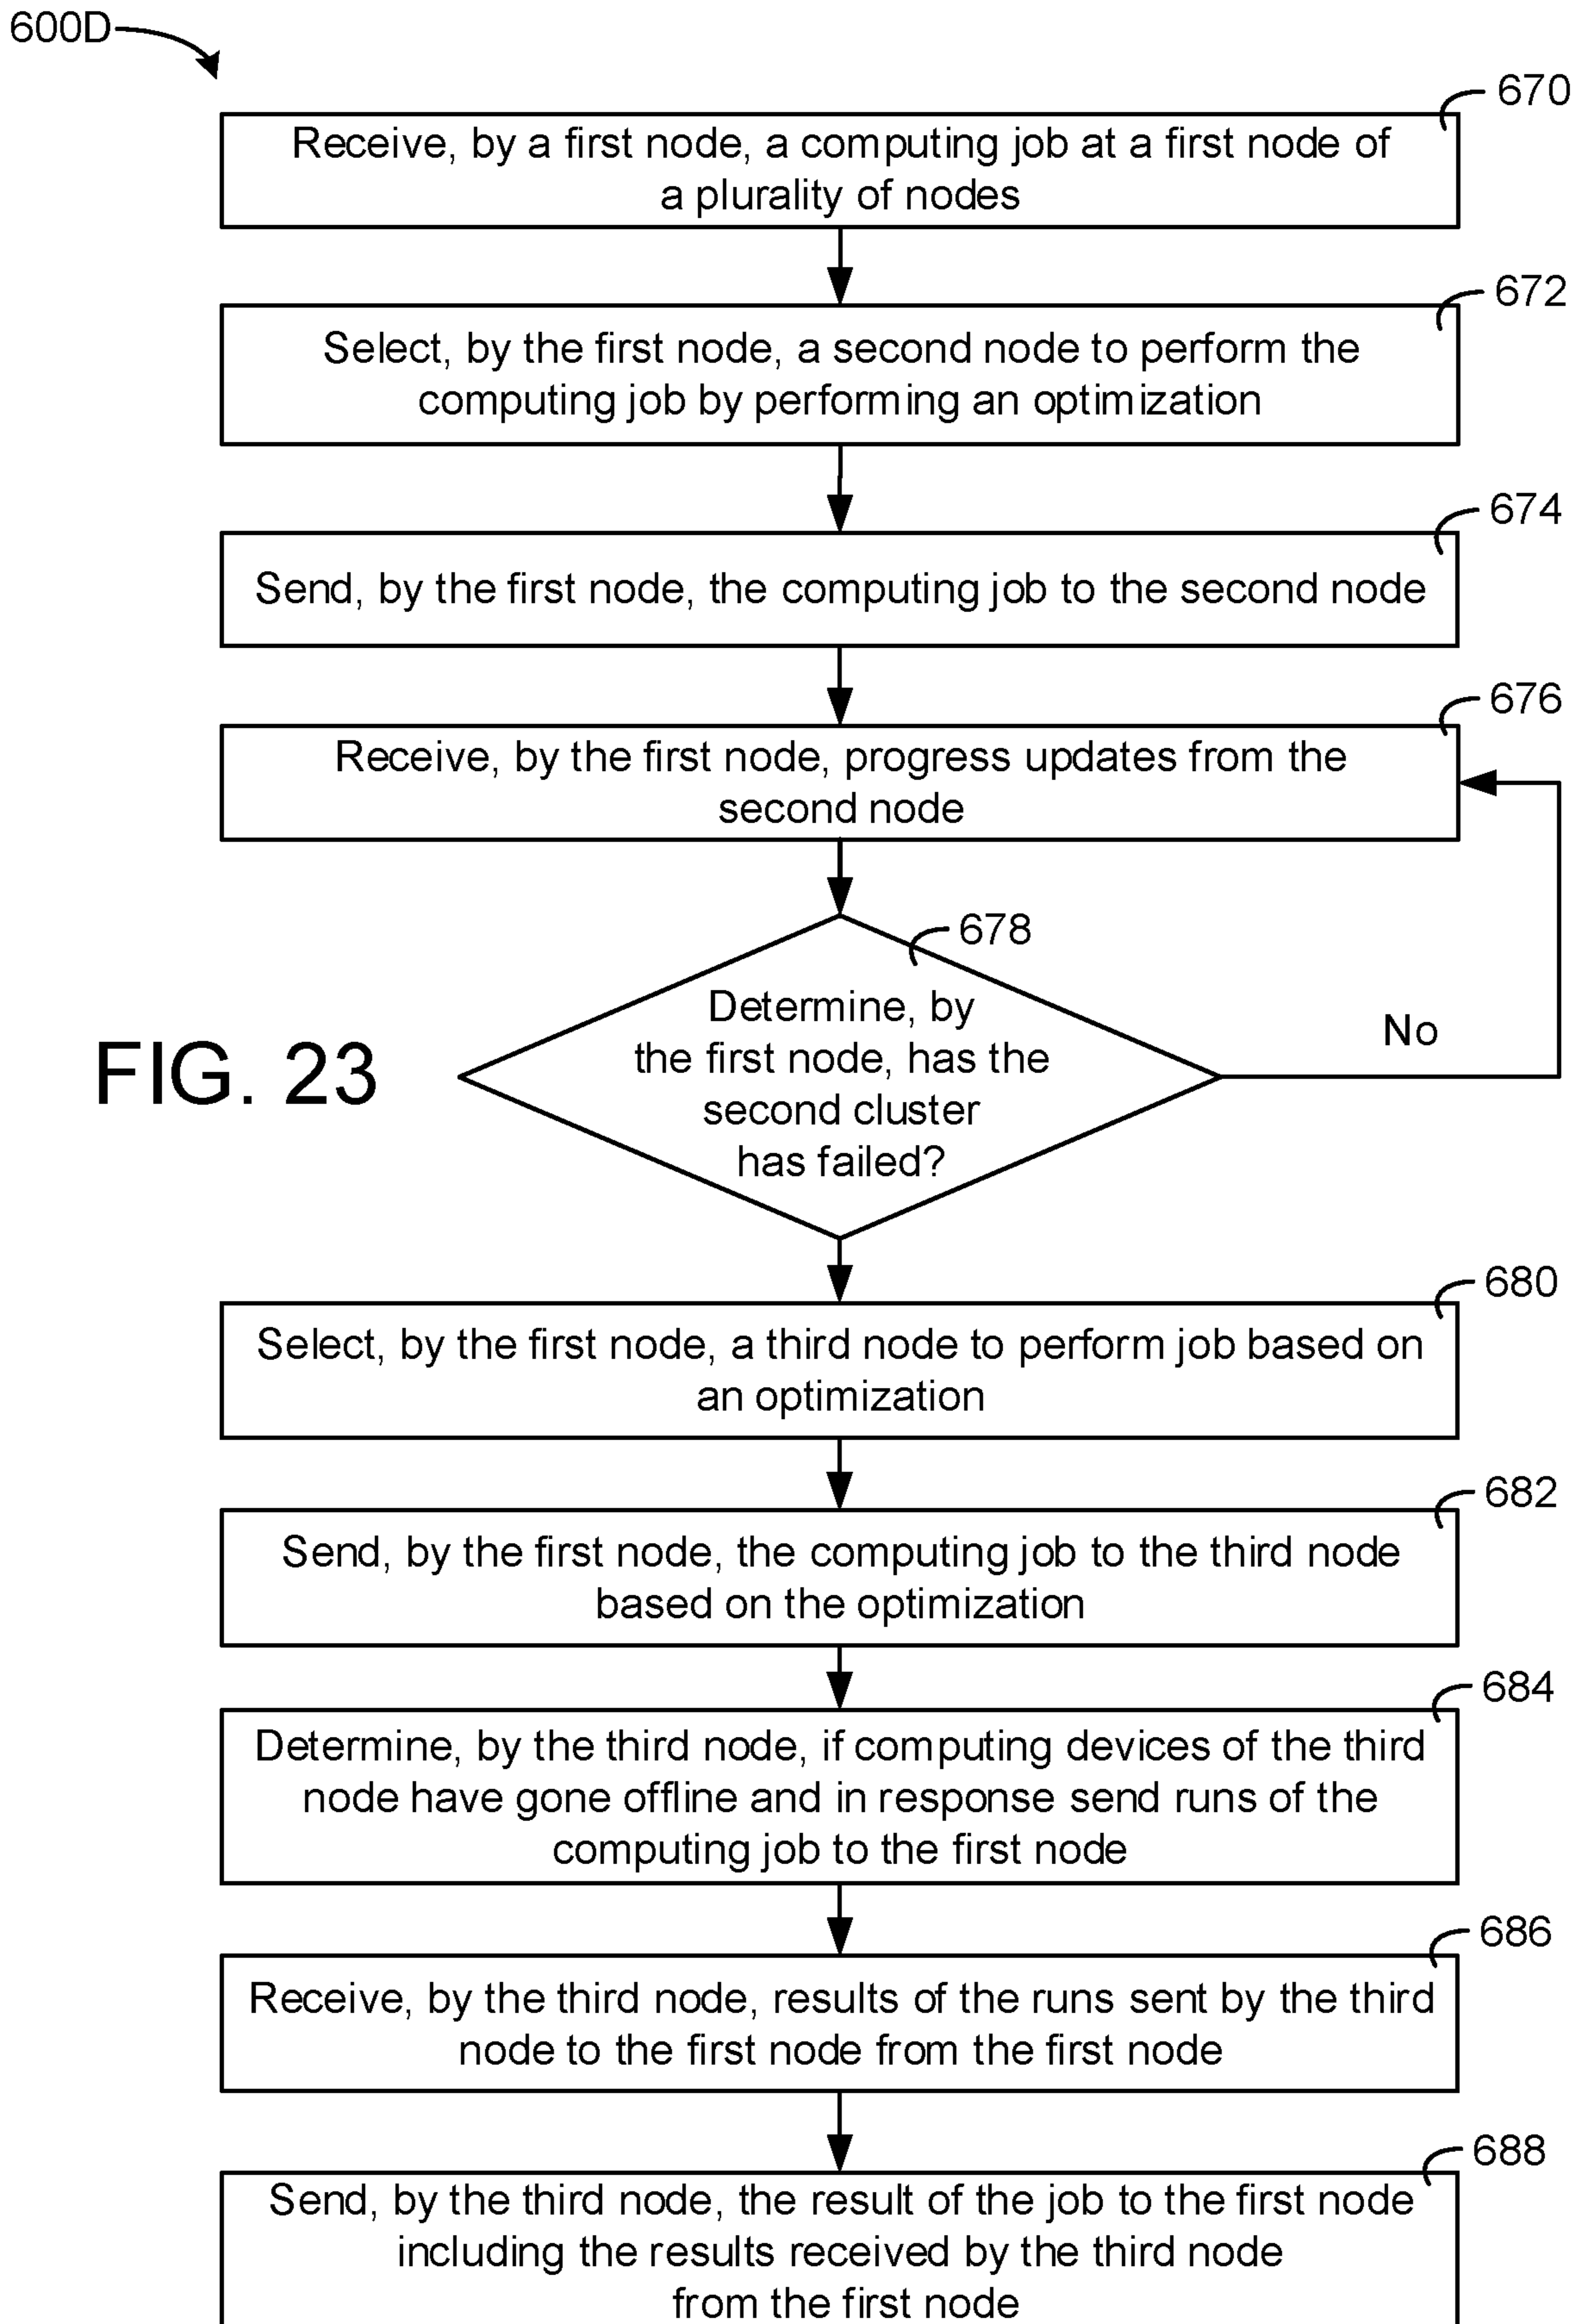 600D
670
Receive, by a first node, a computing job at a first node of
a plurality of nodes
672
Select, by the first node, a second node to perform the
computing job by performing an optimization
674
Send, by the first node, the computing job to the second node
676
Receive, by the first node, progress updates from the
second node
678
Determine, by
the first node, has the
second cluster
has failed?
No
FIG. 23
680
Select, by the first node, a third node to perform job based on
an optimization
682
Send, by the first node, the computing job to the third node
based on the optimization
684
Determine, by the third node, if computing devices of the third
node have gone offline and in response send runs of the
computing job to the first node
686
Receive, by the third node, results of the runs sent by the third
node to the first node from the first node
688
Send, by the third node, the result of the job to the first node
including the results received by the third node
from the first node